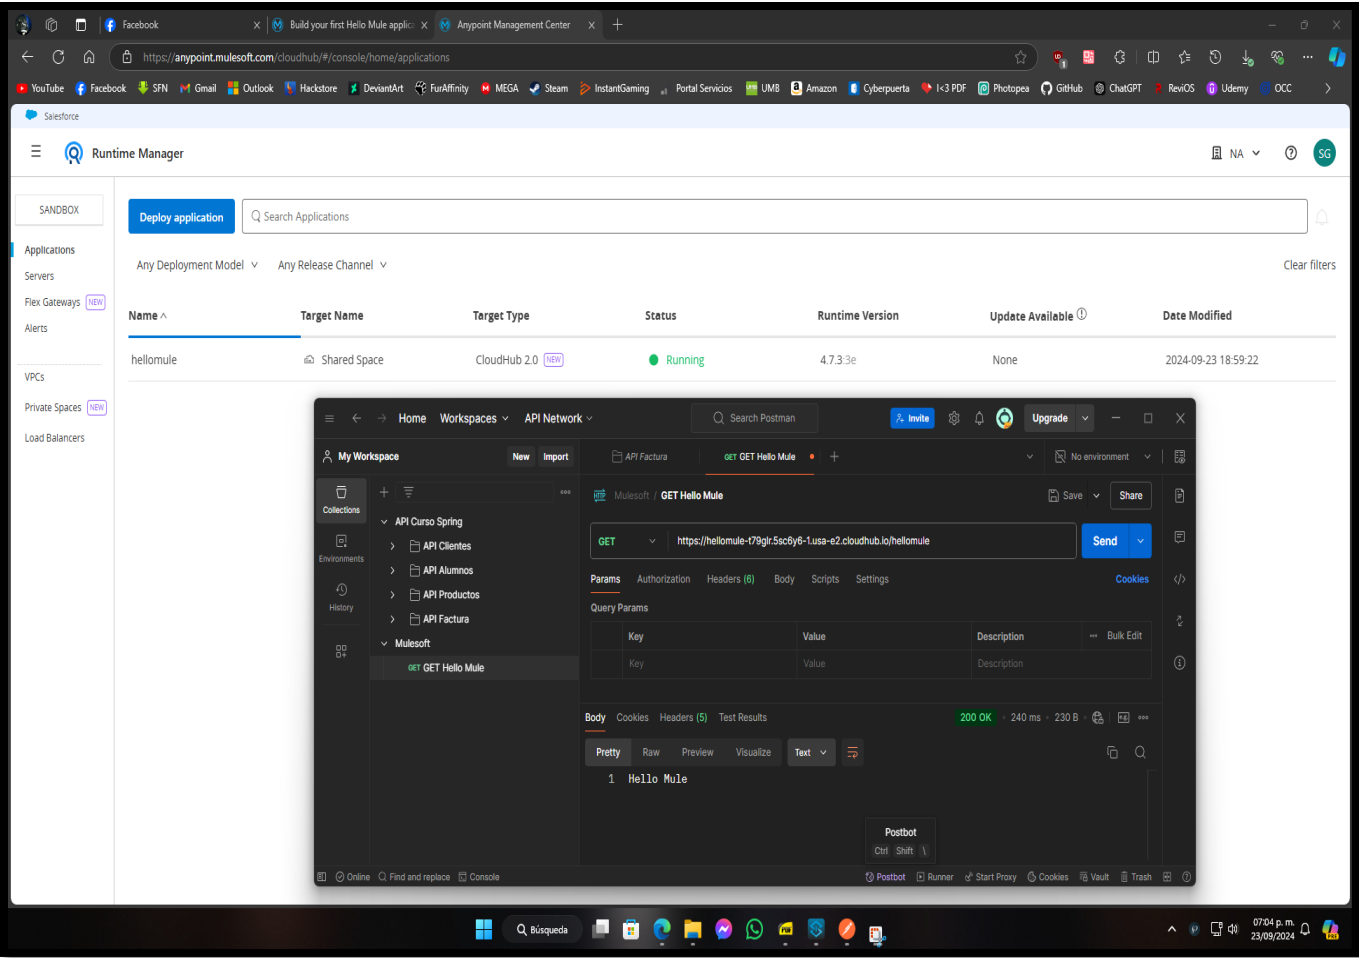 Facebook
Build your first Hello Mule applic
Anypoint Management Center
https://anypoint.mulesoft.com/cloudhub/#/console/home/applications
1
YouTube Facebook SFN Gmail Outlook Hackstore DeviantArt FurAffinity MEGA Steam InstantGaming Portal Servicios UMB Amazon Cyberpuerta I<3 PDF Photopea GitHub ChatGPT ReviOS Udemy OCC
Salesforce
Runtime Manager
NA
SG
SANDBOX
Deploy application
Search Applications
Applications
Servers
Flex Gateways NEW
Alerts
VPCs
Private Spaces NEW
Load Balancers
Any Deployment Model Any Release Channel Clear filters
Name Target Name Target Type Status Runtime Version Update Available Date Modified
hellomule Shared Space CloudHub 2.0 NEW Running 4.7.3:3e None 2024-09-23 18:59:22
Home Workspaces API Network Search Postman Invite Upgrade
My Workspace New Import API Factura GET GET Hello Mule No environment
Collections
Environments
History
API Curso Spring
API Clientes
API Alumnos
API Productos
API Factura
Mulesoft
GET GET Hello Mule
HTTP Mulesoft / GET Hello Mule Save Share
GET https://hellomule-t79glr.5sc6y6-1.usa-e2.cloudhub.io/hellomule Send
Params Authorization Headers (6) Body Scripts Settings Cookies
Query Params
Key Value Description Bulk Edit
Key Value Description
Body Cookies Headers (5) Test Results 200 OK 240 ms 230 B
Pretty Raw Preview Visualize Text
1 Hello Mule
Postbot
Ctrl Shift \
Online Find and replace Console Postbot Runner Start Proxy Cookies Vault Trash
Búsqueda
07:04 p. m.
23/09/2024